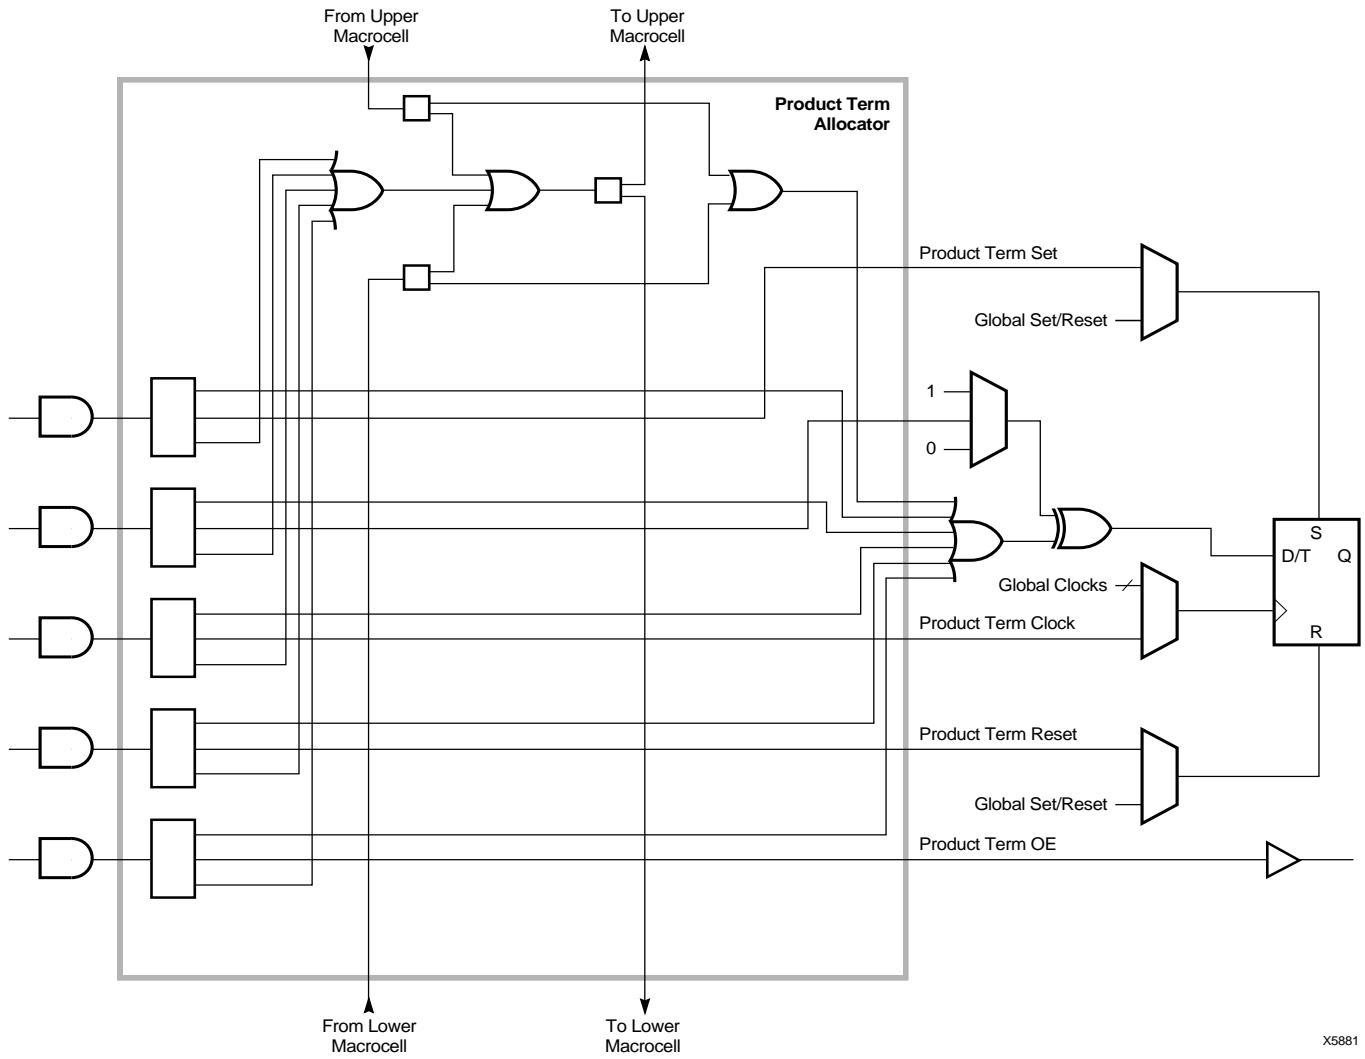 From Upper
Macrocell
To Upper
Macrocell
Product Term
Allocator
Product Term Set
Global Set/Reset
1
0
S
D/T Q
Global Clocks
Product Term Clock
R
Product Term Reset
Global Set/Reset
Product Term OE
From Lower
Macrocell
To Lower
Macrocell
X5881